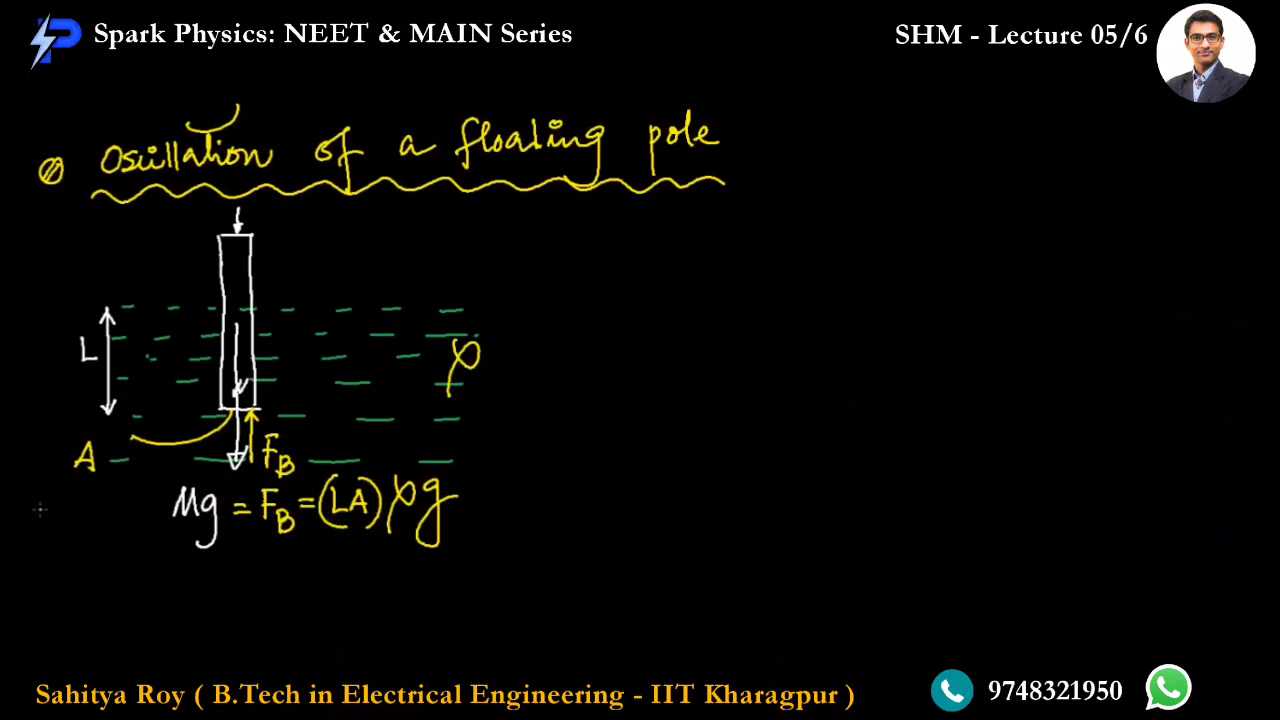 Spark Physics: NEET & MAIN Series
SHM - Lecture 05/6
Oscillation of a floating pole
L
ρ
A
F_B
Mg = F_B = (LA)ρg
Sahitya Roy ( B.Tech in Electrical Engineering - IIT Kharagpur )
9748321950